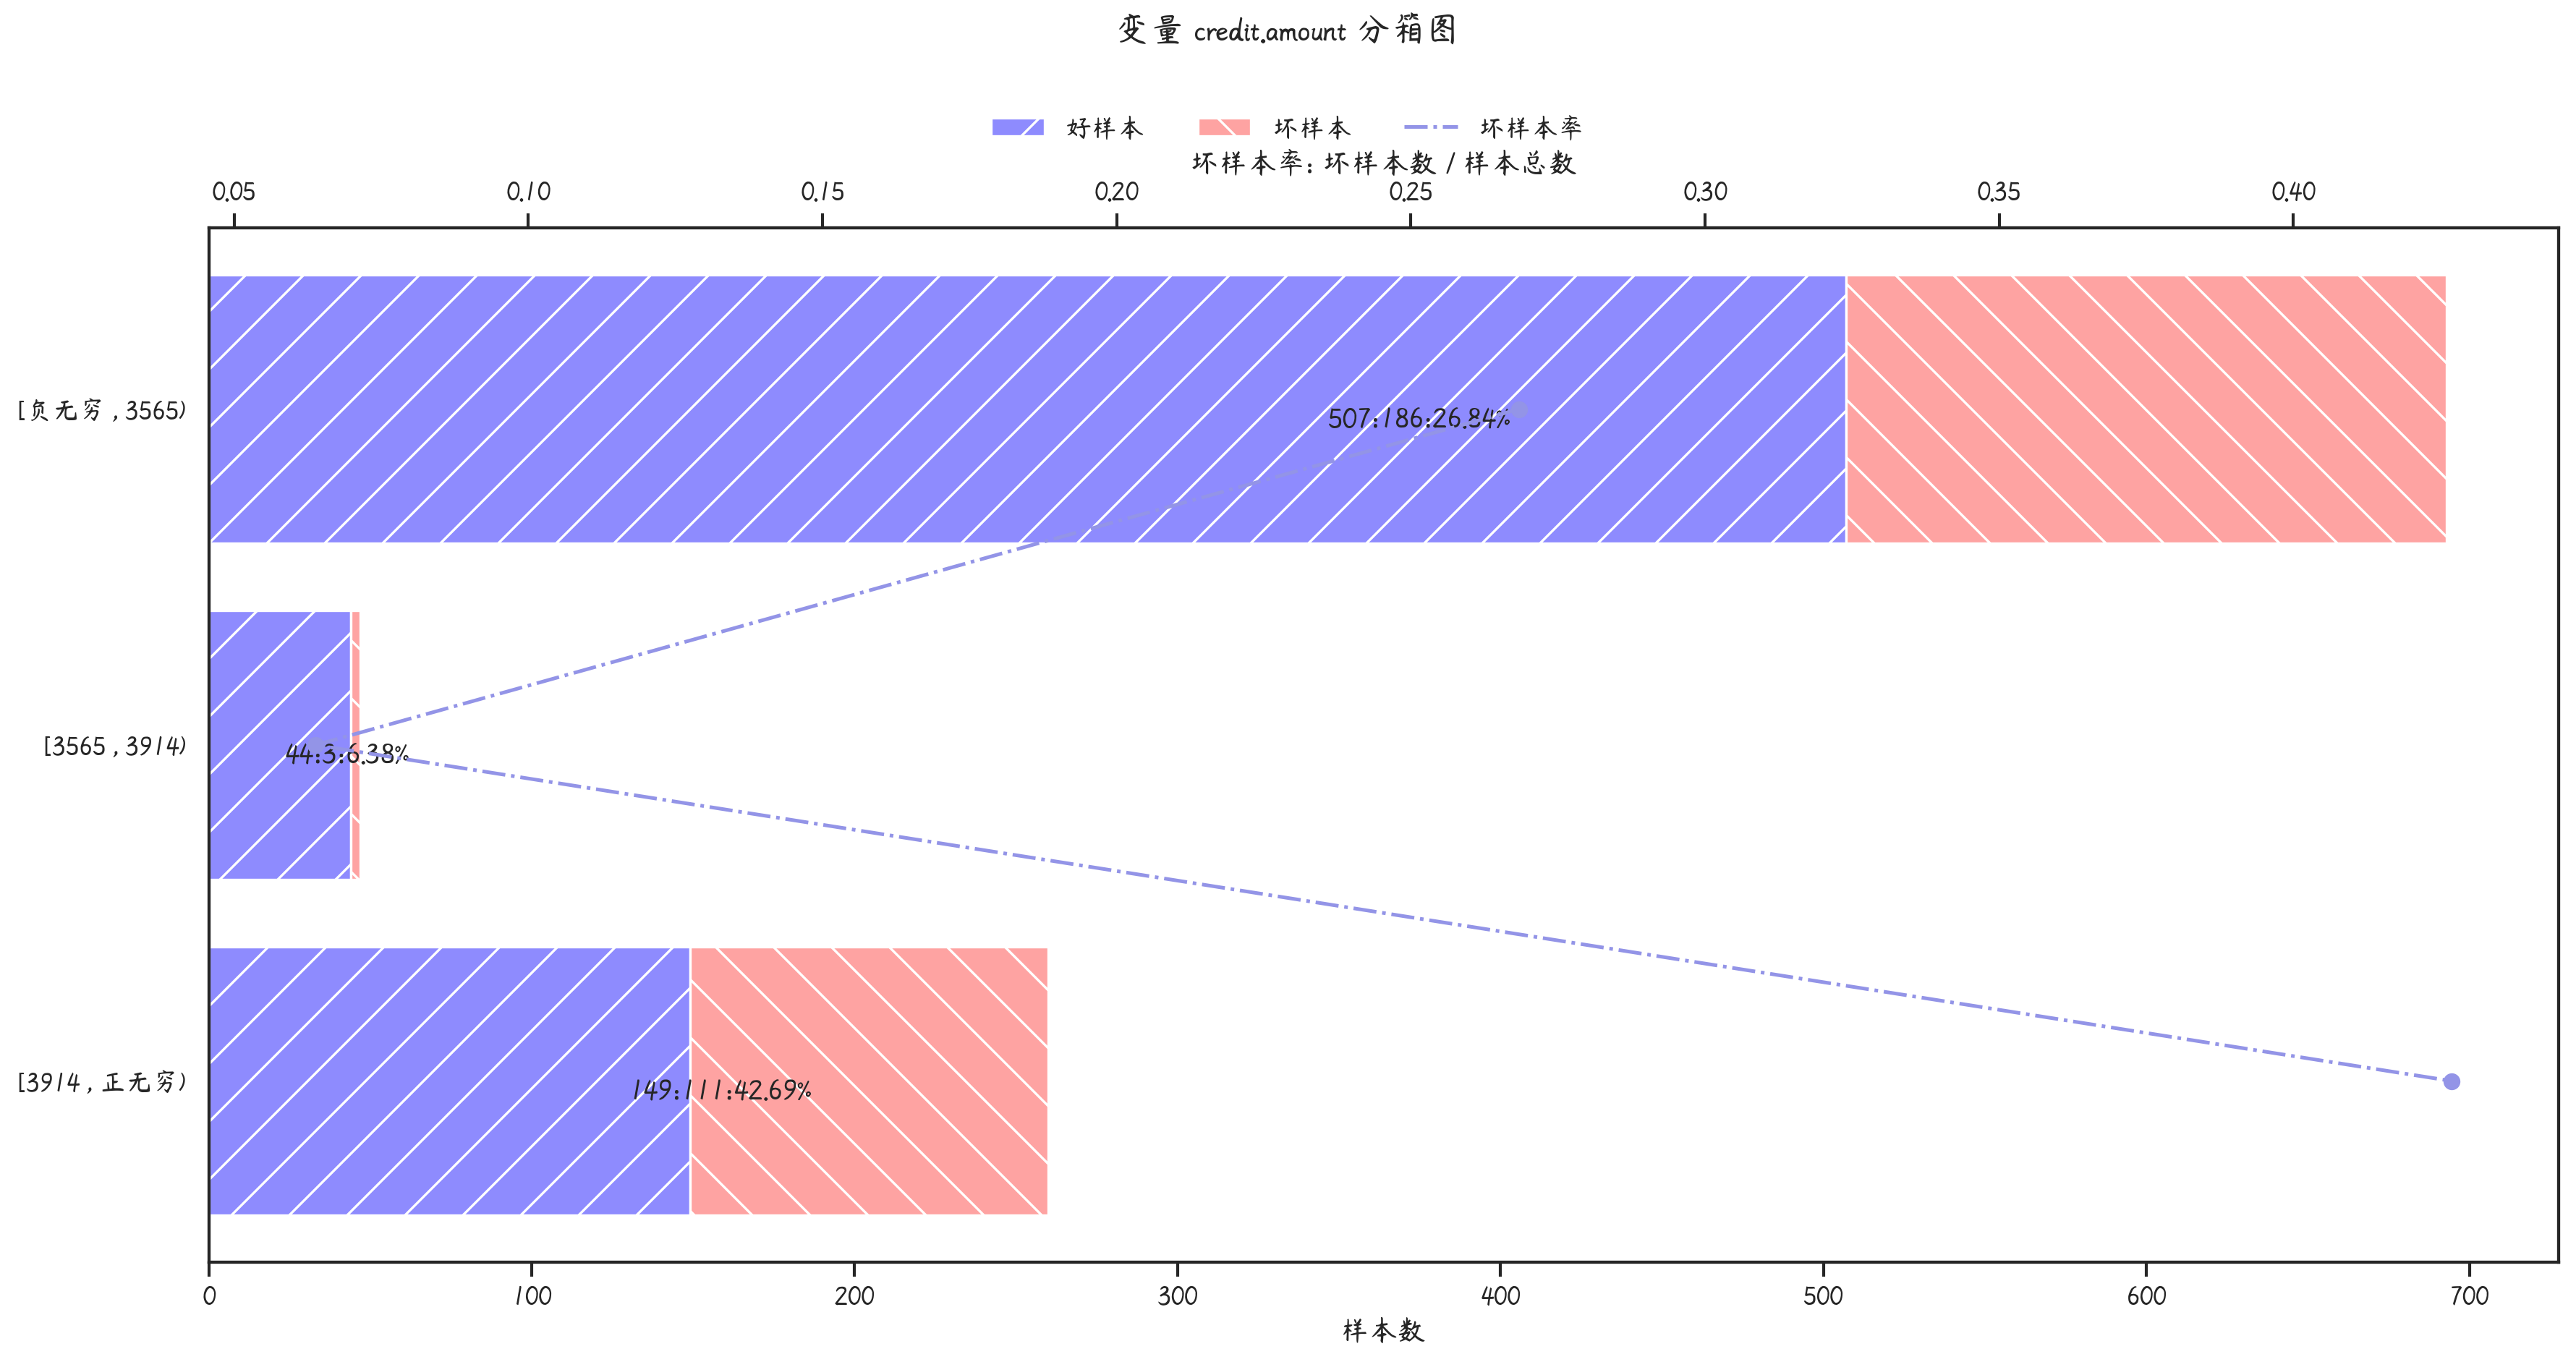 变量 credit.amount 分箱图
好样本 坏样本 坏样本率
坏样本率: 坏样本数 / 样本总数
0.05 0.10 0.15 0.20 0.25 0.30 0.35 0.40
[负无穷 , 3565)
507:186:26.84%
[3565 , 3914)
44:3:6.38%
[3914 , 正无穷)
149:111:42.69%
0 100 200 300 400 500 600 700
样本数